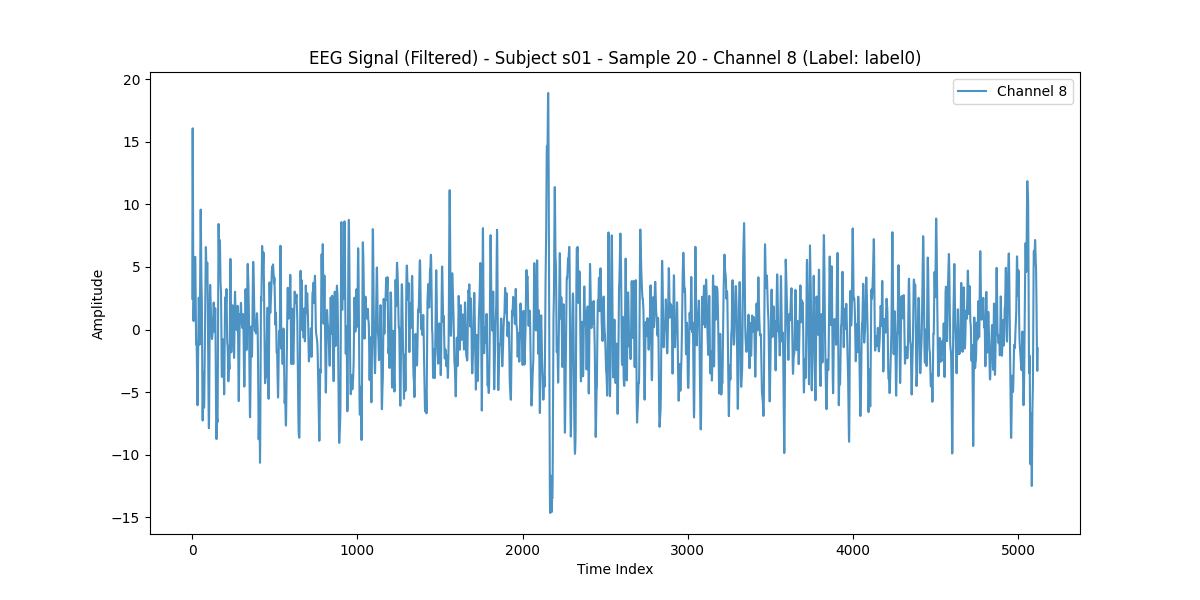 EEG Signal (Filtered) - Subject s01 - Sample 20 - Channel 8 (Label: label0)
Channel 8
20
15
10
5
0
−5
−10
−15
Amplitude
0 1000 2000 3000 4000 5000
Time Index